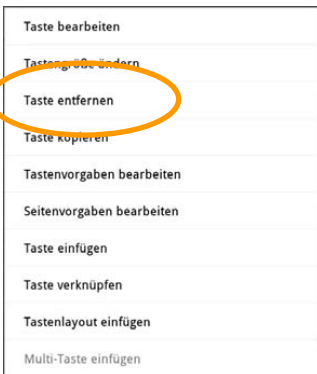 Taste bearbeiten
Tastengröße ändern
Taste entfernen
Taste kopieren
Tastenvorgaben bearbeiten
Seitenvorgaben bearbeiten
Taste einfügen
Taste verknüpfen
Tastenlayout einfügen
Multi-Taste einfügen